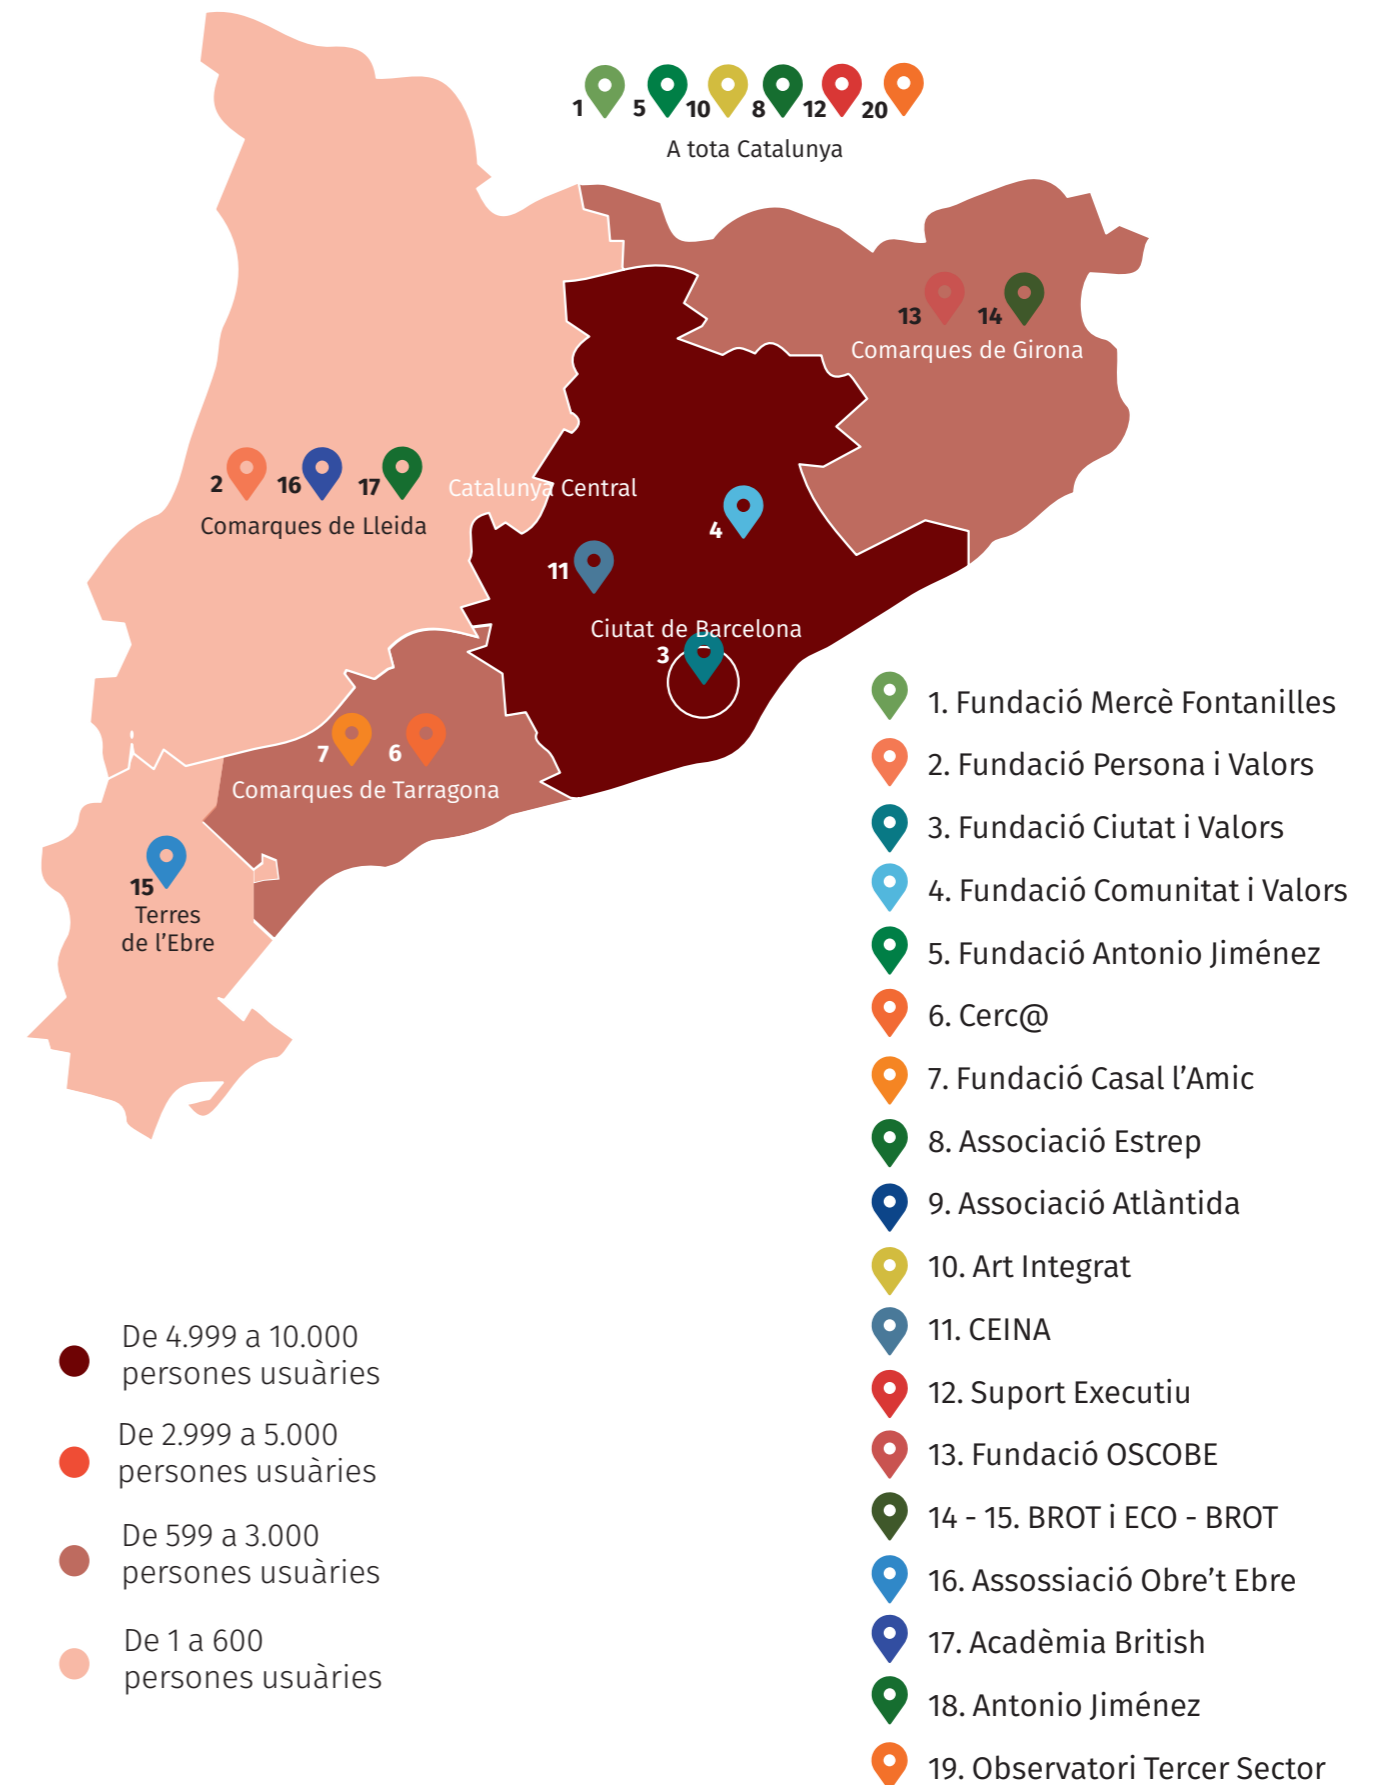 1 5 10 8 12 20
A tota Catalunya
13 14
Comarques de Girona
2 16 17
Comarques de Lleida
Catalunya Central
4
11
Ciutat de Barcelona
3
7 6
Comarques de Tarragona
15
Terres
de l'Ebre
1. Fundació Mercè Fontanilles
2. Fundació Persona i Valors
3. Fundació Ciutat i Valors
4. Fundació Comunitat i Valors
5. Fundació Antonio Jiménez
6. Cerc@
7. Fundació Casal l'Amic
8. Associació Estrep
9. Associació Atlàntida
10. Art Integrat
11. CEINA
12. Suport Executiu
13. Fundació OSCOBE
14 - 15. BROT i ECO - BROT
16. Assossiació Obre't Ebre
17. Acadèmia British
18. Antonio Jiménez
19. Observatori Tercer Sector
De 4.999 a 10.000
persones usuàries
De 2.999 a 5.000
persones usuàries
De 599 a 3.000
persones usuàries
De 1 a 600
persones usuàries